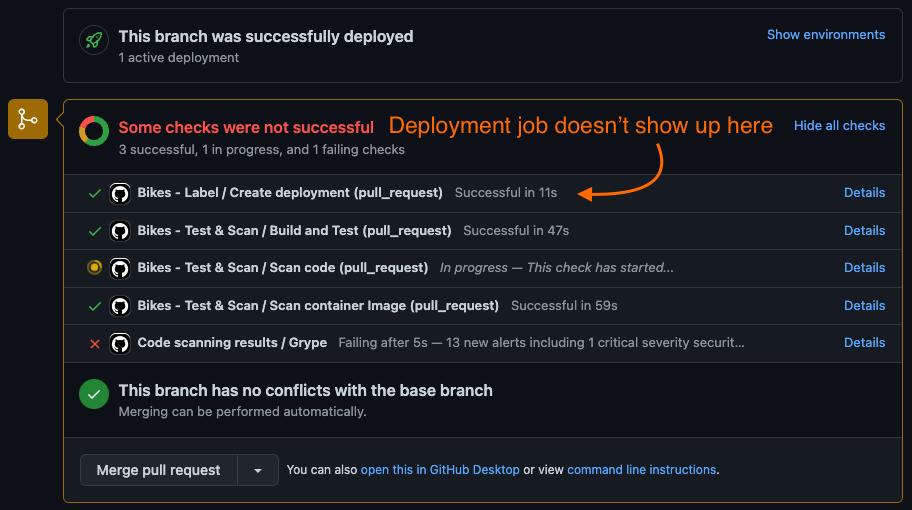 This branch was successfully deployed
Show environments
1 active deployment
Some checks were not successful
Deployment job doesn’t show up here
Hide all checks
3 successful, 1 in progress, and 1 failing checks
Bikes - Label / Create deployment (pull_request) Successful in 11s Details
Bikes - Test & Scan / Build and Test (pull_request) Successful in 47s Details
Bikes - Test & Scan / Scan code (pull_request) In progress — This check has started... Details
Bikes - Test & Scan / Scan container Image (pull_request) Successful in 59s Details
Code scanning results / Grype Failing after 5s — 13 new alerts including 1 critical severity securit... Details
This branch has no conflicts with the base branch
Merging can be performed automatically.
Merge pull request
You can also open this in GitHub Desktop or view command line instructions.